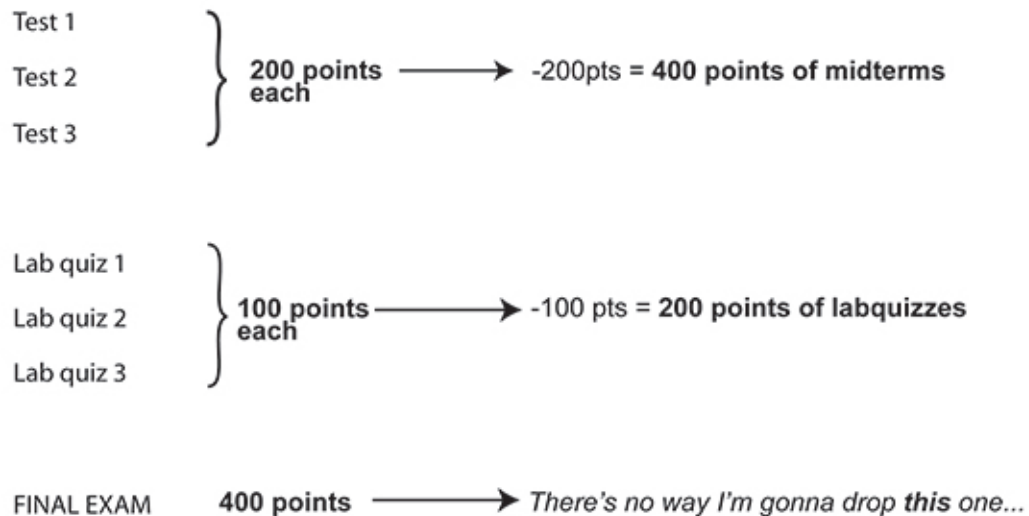 Test 1
Test 2
Test 3
200 points
each
-200pts = 400 points of midterms
Lab quiz 1
Lab quiz 2
Lab quiz 3
100 points
each
-100 pts = 200 points of labquizzes
FINAL EXAM 400 points There's no way I'm gonna drop this one...